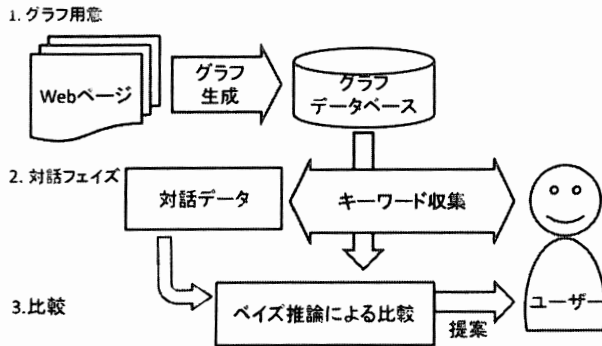 1. グラフ用意
Webページ
グラフ
生成
グラフ
データベース
2. 対話フェイズ
対話データ
キーワード収集
3.比較
ベイズ推論による比較
提案
ユーザー